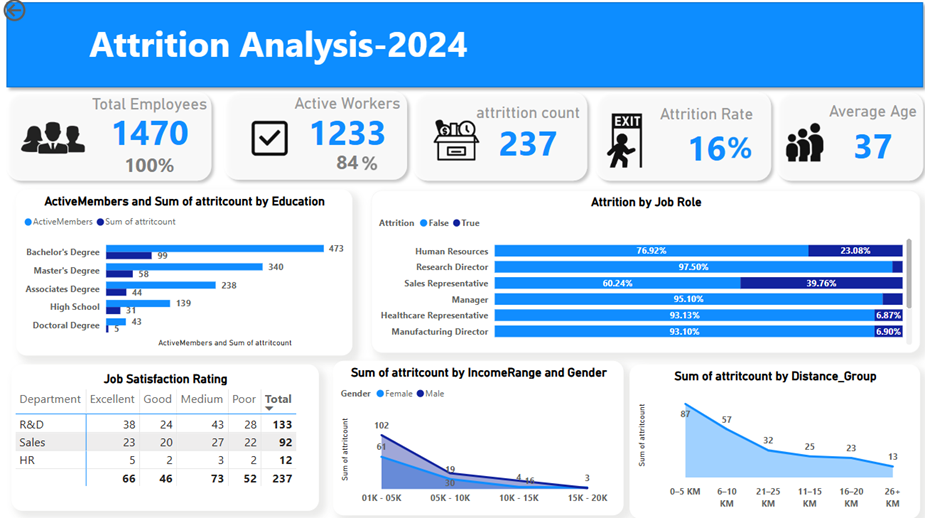 Attrition Analysis-2024
Total Employees
1470
100%
Active Workers
1233
84 %
attrittion count
237
EXIT
Attrition Rate
16%
Average Age
37
ActiveMembers and Sum of attritcount by Education
ActiveMembers Sum of attritcount
Bachelor's Degree 473
99
Master's Degree 340
58
Associates Degree 238
44
High School 139
31
Doctoral Degree 43
5
ActiveMembers and Sum of attritcount
Attrition by Job Role
Attrition False True
Human Resources 76.92% 23.08%
Research Director 97.50%
Sales Representative 60.24% 39.76%
Manager 95.10%
Healthcare Representative 93.13% 6.87%
Manufacturing Director 93.10% 6.90%
Job Satisfaction Rating
Department Excellent Good Medium Poor Total
R&D 38 24 43 28 133
Sales 23 20 27 22 92
HR 5 2 3 2 12
66 46 73 52 237
Sum of attritcount by IncomeRange and Gender
Gender Female Male
Sum of attritcount
102
61
19
30
4
16
3
01K - 05K 05K - 10K 10K - 15K 15K - 20K
Sum of attritcount by Distance_Group
Sum of attritcount
87
57
32
25
23
13
0–5 KM 6–10 KM 21–25 KM 11–15 KM 16–20 KM 26+ KM